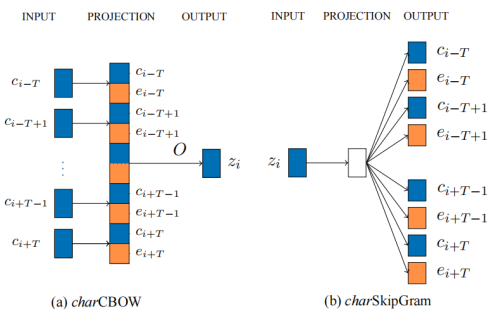 INPUT PROJECTION OUTPUT INPUT PROJECTION OUTPUT
c_{i−T} c_{i−T} c_{i−T}
e_{i−T} e_{i−T}
c_{i−T+1} c_{i−T+1} c_{i−T+1}
e_{i−T+1} e_{i−T+1}
⋮ O z_i z_i
c_{i+T−1} c_{i+T−1} c_{i+T−1}
e_{i+T−1} e_{i+T−1}
c_{i+T} c_{i+T} c_{i+T}
e_{i+T} e_{i+T}
(a) charCBOW (b) charSkipGram